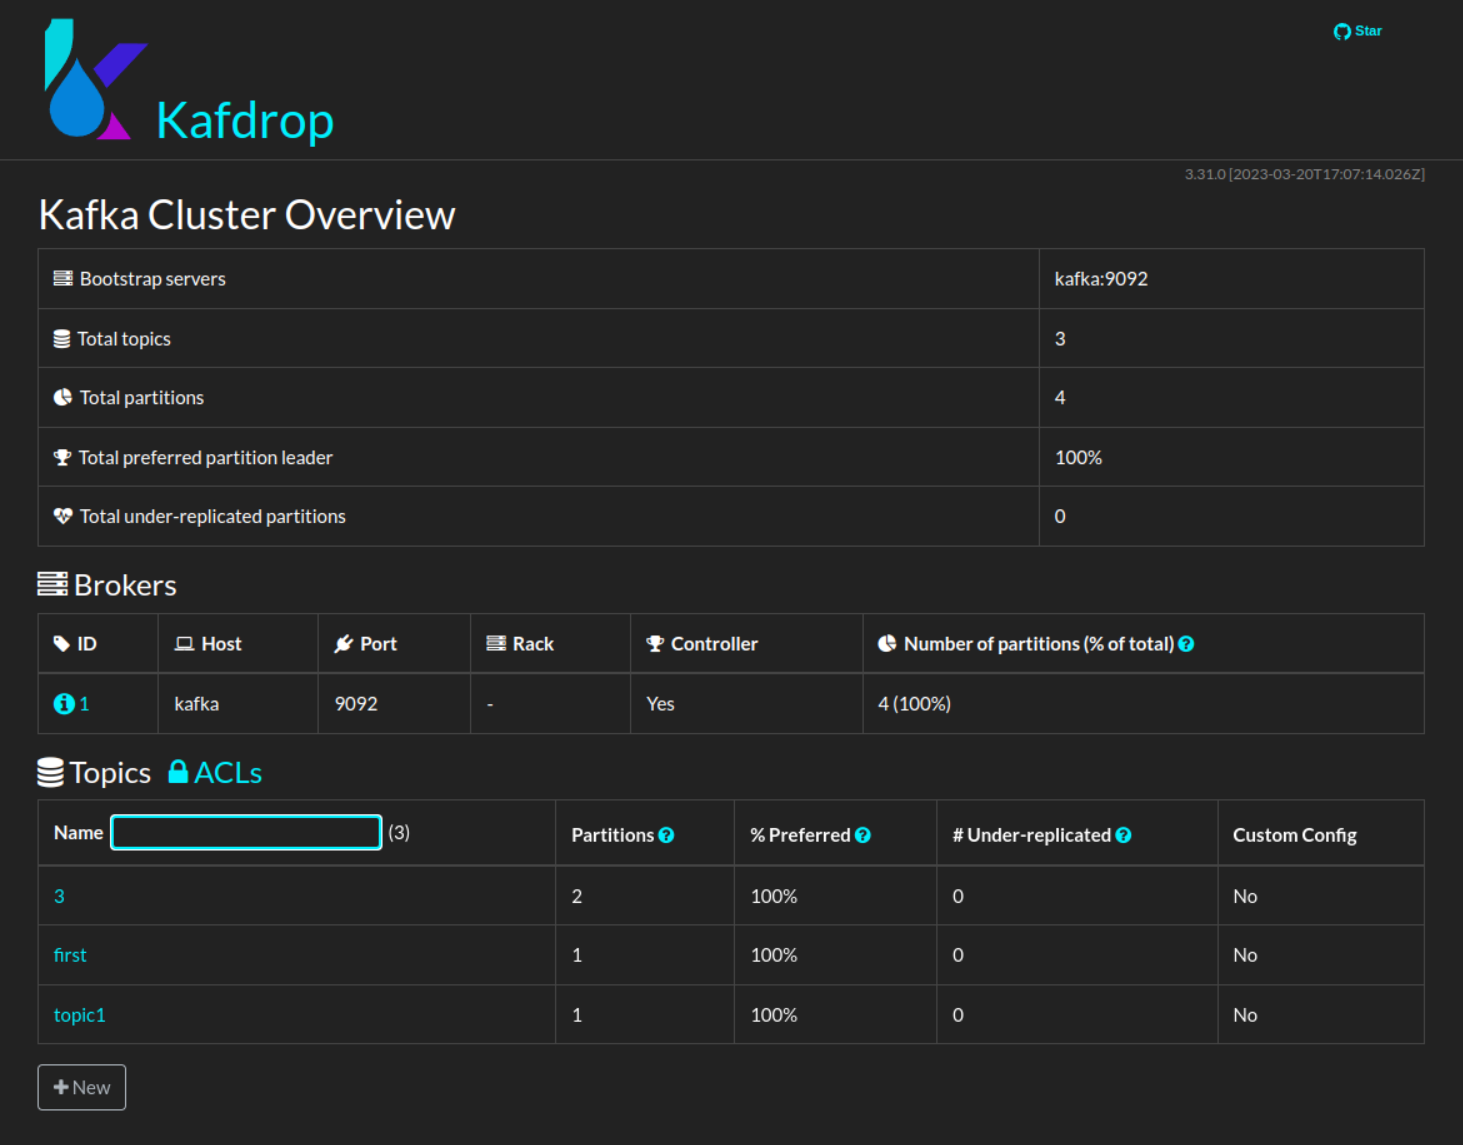 Star
Kafdrop
3.31.0 [2023-03-20T17:07:14.026Z]
Kafka Cluster Overview
Bootstrap servers kafka:9092
Total topics 3
Total partitions 4
Total preferred partition leader 100%
Total under-replicated partitions 0
Brokers
ID Host Port Rack Controller Number of partitions (% of total)
1 kafka 9092 - Yes 4 (100%)
Topics ACLs
Name (3) Partitions % Preferred # Under-replicated Custom Config
3 2 100% 0 No
first 1 100% 0 No
topic1 1 100% 0 No
New